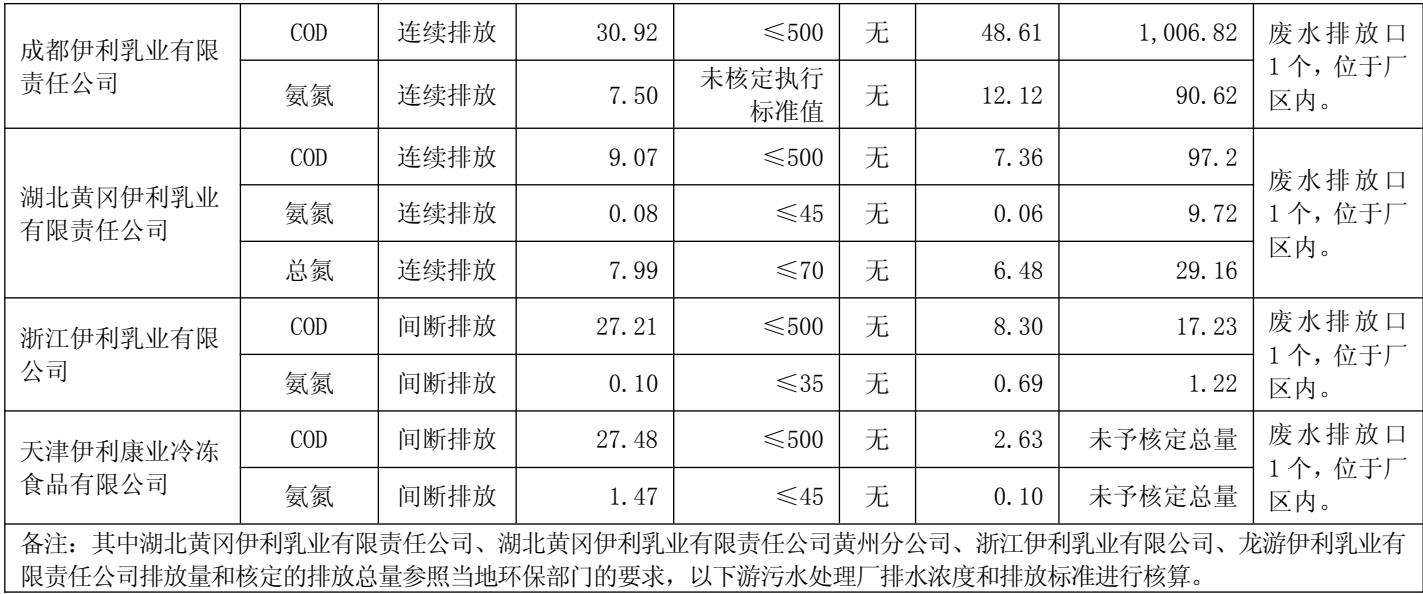 成都伊利乳业有限
责任公司
COD 连续排放 30.92 ≤500 无 48.61 1,006.82
氨氮 连续排放 7.50 未核定执行
标准值 无 12.12 90.62
废水排放口
1个，位于厂
区内。
湖北黄冈伊利乳业
有限责任公司
COD 连续排放 9.07 ≤500 无 7.36 97.2
氨氮 连续排放 0.08 ≤45 无 0.06 9.72
总氮 连续排放 7.99 ≤70 无 6.48 29.16
废水排放口
1个，位于厂
区内。
浙江伊利乳业有限
公司
COD 间断排放 27.21 ≤500 无 8.30 17.23
氨氮 间断排放 0.10 ≤35 无 0.69 1.22
废水排放口
1个，位于厂
区内。
天津伊利康业冷冻
食品有限公司
COD 间断排放 27.48 ≤500 无 2.63 未予核定总量
氨氮 间断排放 1.47 ≤45 无 0.10 未予核定总量
废水排放口
1个，位于厂
区内。
备注：其中湖北黄冈伊利乳业有限责任公司、湖北黄冈伊利乳业有限责任公司黄州分公司、浙江伊利乳业有限公司、龙游伊利乳业有
限责任公司排放量和核定的排放总量参照当地环保部门的要求，以下游污水处理厂排水浓度和排放标准进行核算。